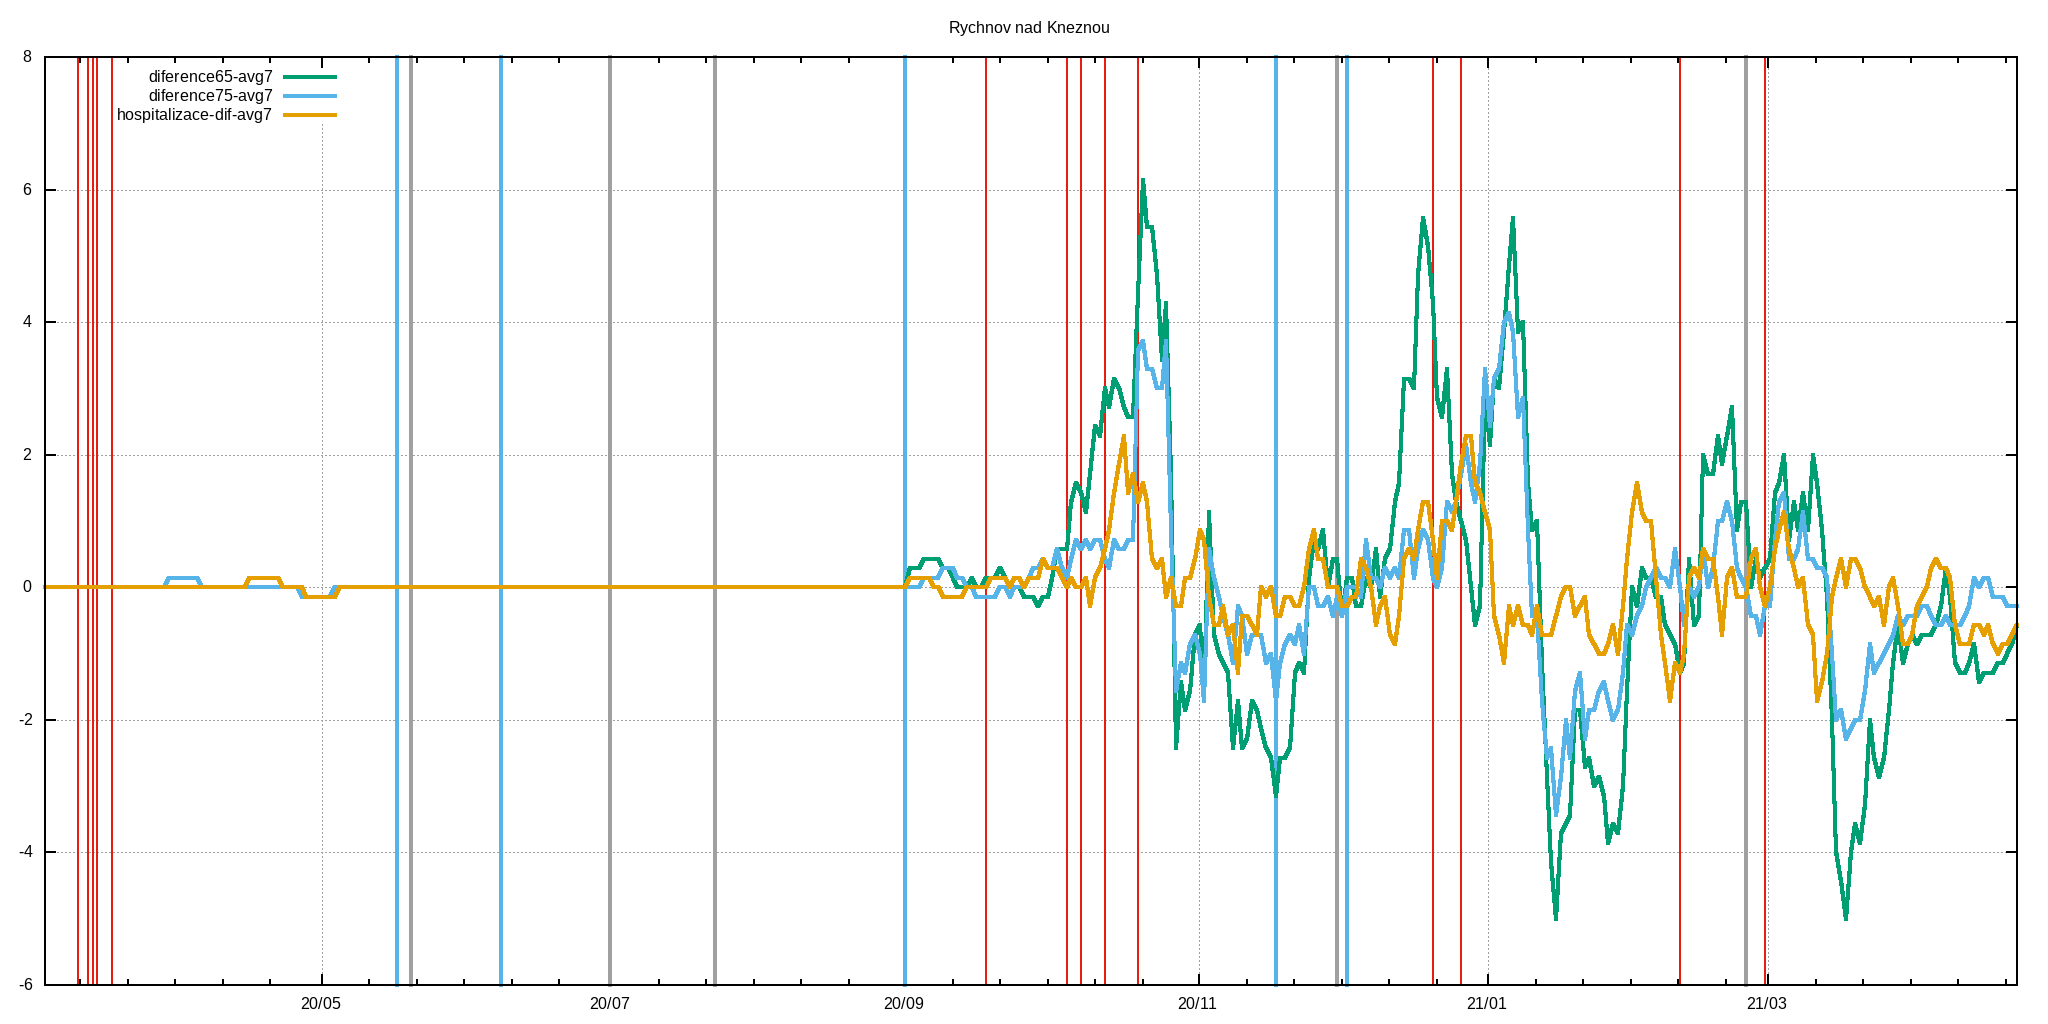 Rychnov nad Kneznou
8
diference65-avg7
diference75-avg7
hospitalizace-dif-avg7
6
4
2
0
-2
-4
-6
20/05 20/07 20/09 20/11 21/01 21/03